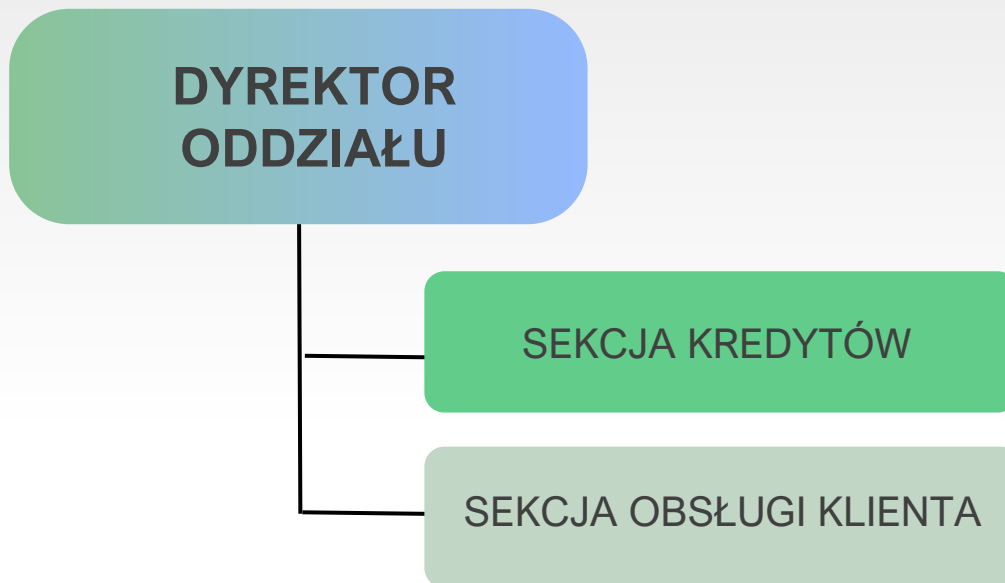 DYREKTOR
ODDZIAŁU
SEKCJA KREDYTÓW
SEKCJA OBSŁUGI KLIENTA